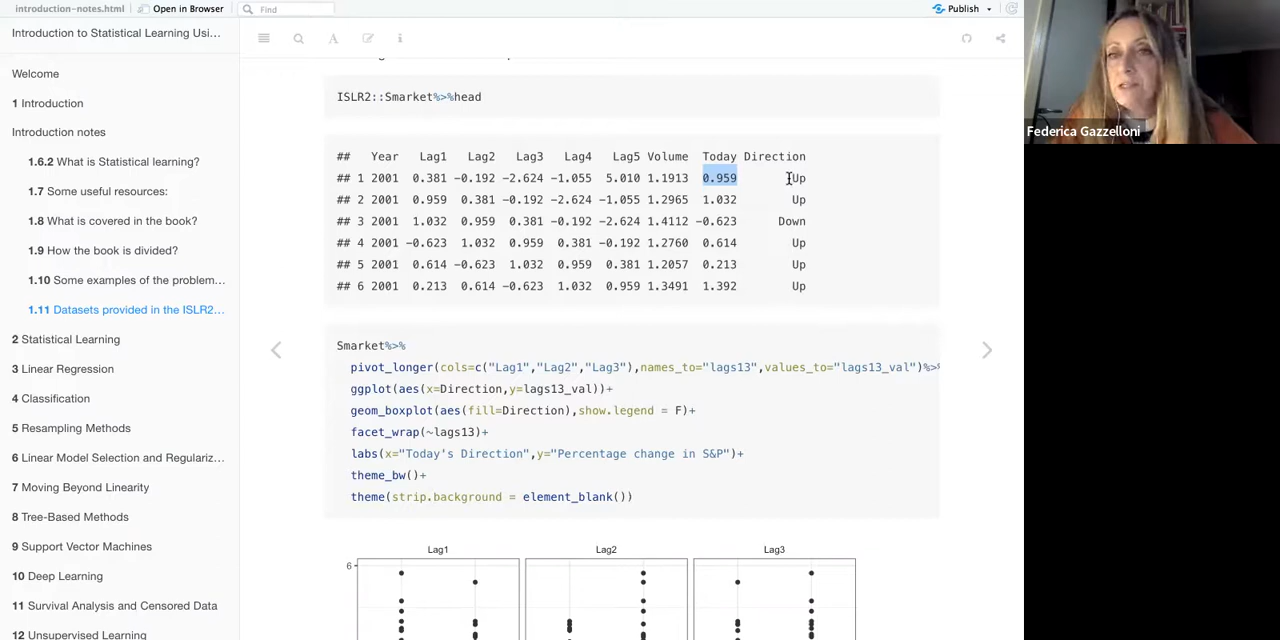 introduction-notes.html
Open in Browser
Find
Publish
Introduction to Statistical Learning Usi...
Welcome
1 Introduction
Introduction notes
1.6.2 What is Statistical learning?
1.7 Some useful resources:
1.8 What is covered in the book?
1.9 How the book is divided?
1.10 Some examples of the problem...
1.11 Datasets provided in the ISLR2...
2 Statistical Learning
3 Linear Regression
4 Classification
5 Resampling Methods
6 Linear Model Selection and Regulariz...
7 Moving Beyond Linearity
8 Tree-Based Methods
9 Support Vector Machines
10 Deep Learning
11 Survival Analysis and Censored Data
12 Unsupervised Learning
ISLR2::Smarket%>%head
## Year Lag1 Lag2 Lag3 Lag4 Lag5 Volume Today Direction
## 1 2001 0.381 -0.192 -2.624 -1.055 5.010 1.1913 0.959 Up
## 2 2001 0.959 0.381 -0.192 -2.624 -1.055 1.2965 1.032 Up
## 3 2001 1.032 0.959 0.381 -0.192 -2.624 1.4112 -0.623 Down
## 4 2001 -0.623 1.032 0.959 0.381 -0.192 1.2760 0.614 Up
## 5 2001 0.614 -0.623 1.032 0.959 0.381 1.2057 0.213 Up
## 6 2001 0.213 0.614 -0.623 1.032 0.959 1.3491 1.392 Up
Smarket%>%
pivot_longer(cols=c("Lag1","Lag2","Lag3"),names_to="lags13",values_to="lags13_val")%>%
ggplot(aes(x=Direction,y=lags13_val))+
geom_boxplot(aes(fill=Direction),show.legend = F)+
facet_wrap(~lags13)+
labs(x="Today's Direction",y="Percentage change in S&P")+
theme_bw()+
theme(strip.background = element_blank())
Lag1 Lag2 Lag3
6
Federica Gazzelloni